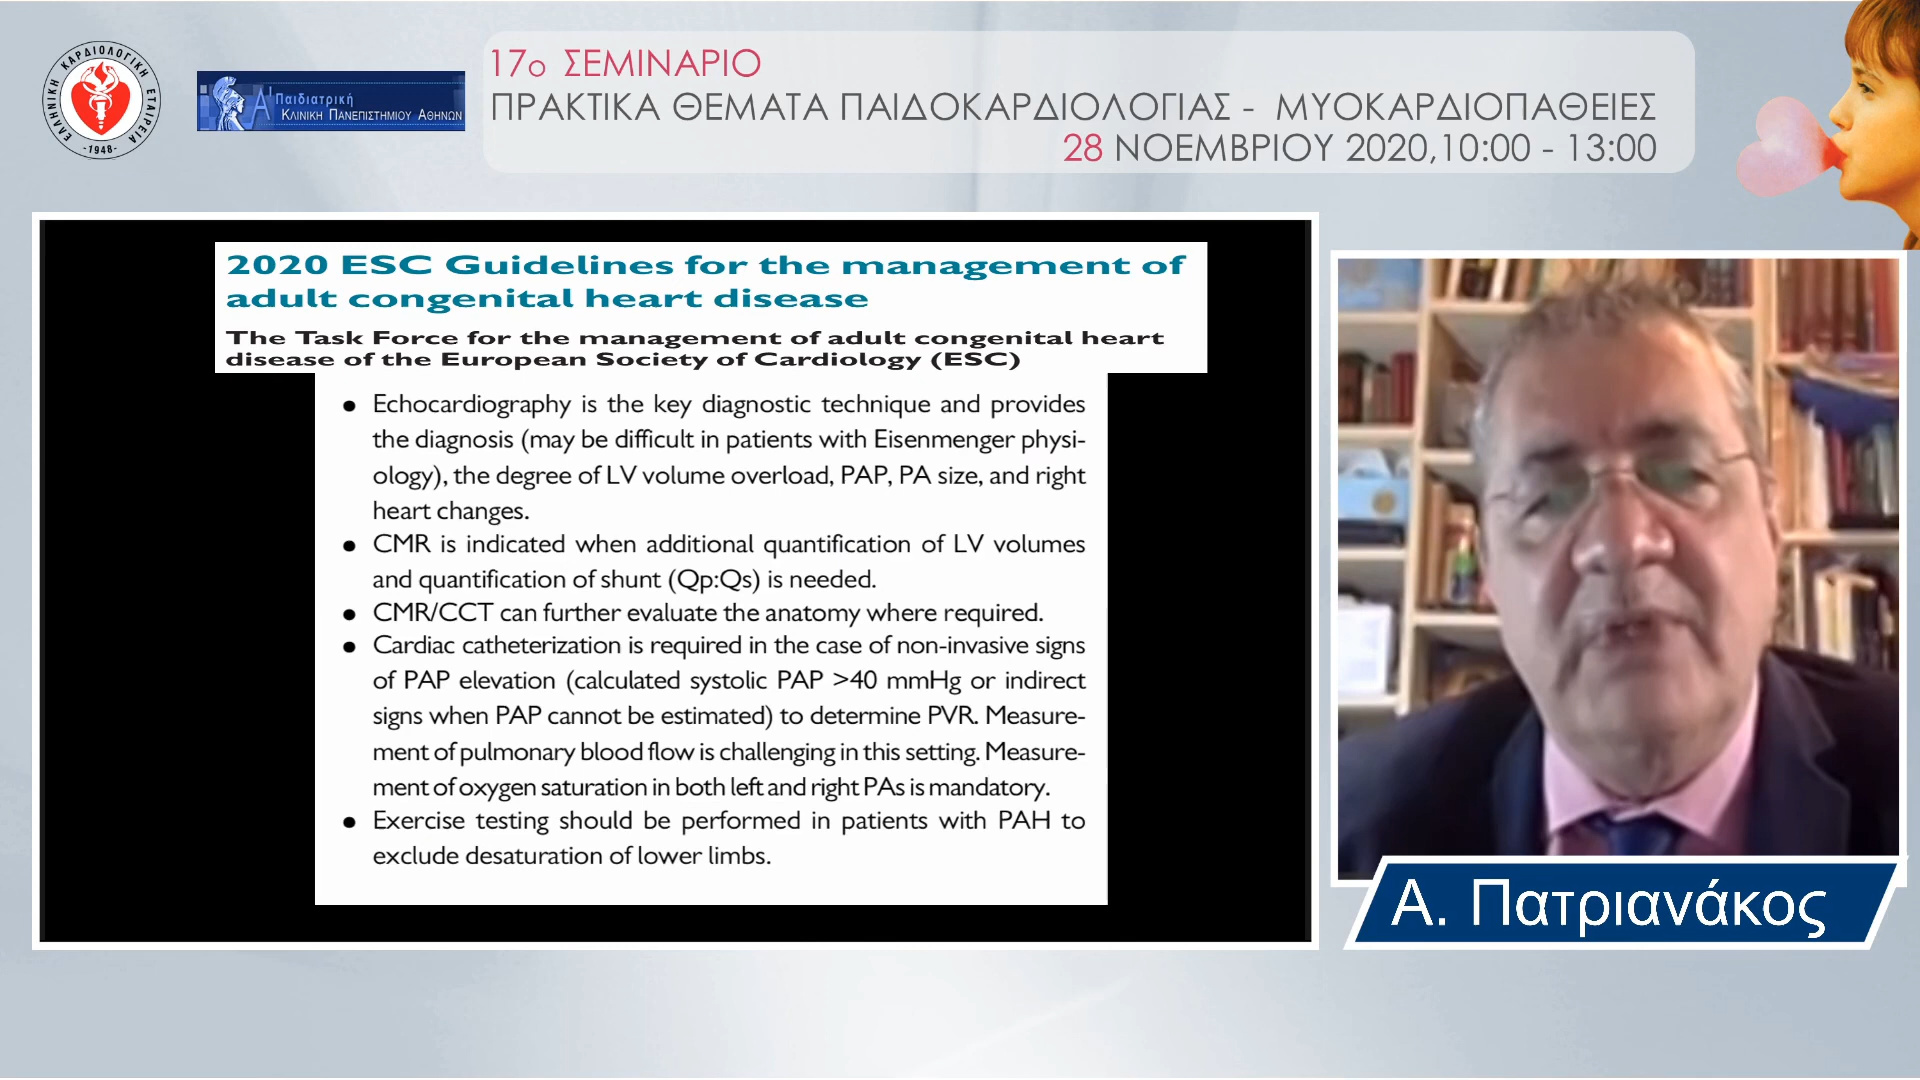 ΕΛΛΗΝΙΚΗ ΚΑΡΔΙΟΛΟΓΙΚΗ ΕΤΑΙΡΕΙΑ
-1948-
Α' Παιδιατρική
ΚΛΙΝΙΚΗ ΠΑΝΕΠΙΣΤΗΜΙΟΥ ΑΘΗΝΩΝ
17ο ΣΕΜΙΝΑΡΙΟ
ΠΡΑΚΤΙΚΑ ΘΕΜΑΤΑ ΠΑΙΔΟΚΑΡΔΙΟΛΟΓΙΑΣ - ΜΥΟΚΑΡΔΙΟΠΑΘΕΙΕΣ
28 ΝΟΕΜΒΡΙΟΥ 2020,10:00 - 13:00
2020 ESC Guidelines for the management of
adult congenital heart disease
The Task Force for the management of adult congenital heart
disease of the European Society of Cardiology (ESC)
● Echocardiography is the key diagnostic technique and provides
the diagnosis (may be difficult in patients with Eisenmenger physi-
ology), the degree of LV volume overload, PAP, PA size, and right
heart changes.
● CMR is indicated when additional quantification of LV volumes
and quantification of shunt (Qp:Qs) is needed.
● CMR/CCT can further evaluate the anatomy where required.
● Cardiac catheterization is required in the case of non-invasive signs
of PAP elevation (calculated systolic PAP >40 mmHg or indirect
signs when PAP cannot be estimated) to determine PVR. Measure-
ment of pulmonary blood flow is challenging in this setting. Measure-
ment of oxygen saturation in both left and right PAs is mandatory.
● Exercise testing should be performed in patients with PAH to
exclude desaturation of lower limbs.
Α. Πατριανάκος